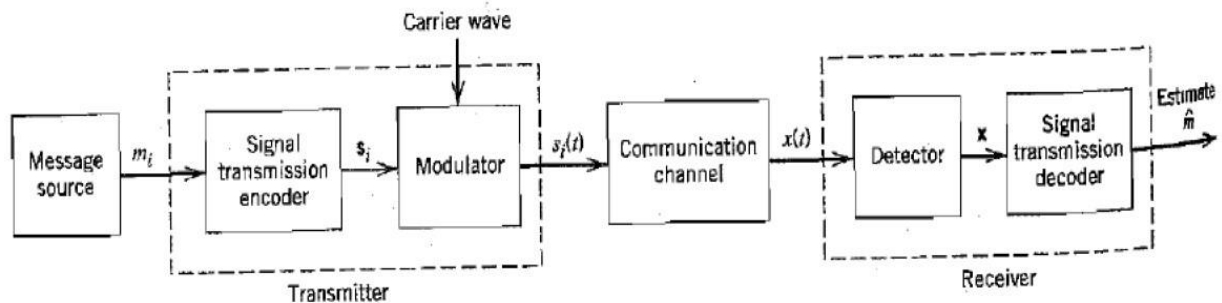 Carrier wave
Message
source
m_i
Signal
transmission
encoder
s_i
Modulator
s_i(t)
Communication
channel
x(t)
Detector
x
Signal
transmission
decoder
Estimate
m̂
Transmitter
Receiver